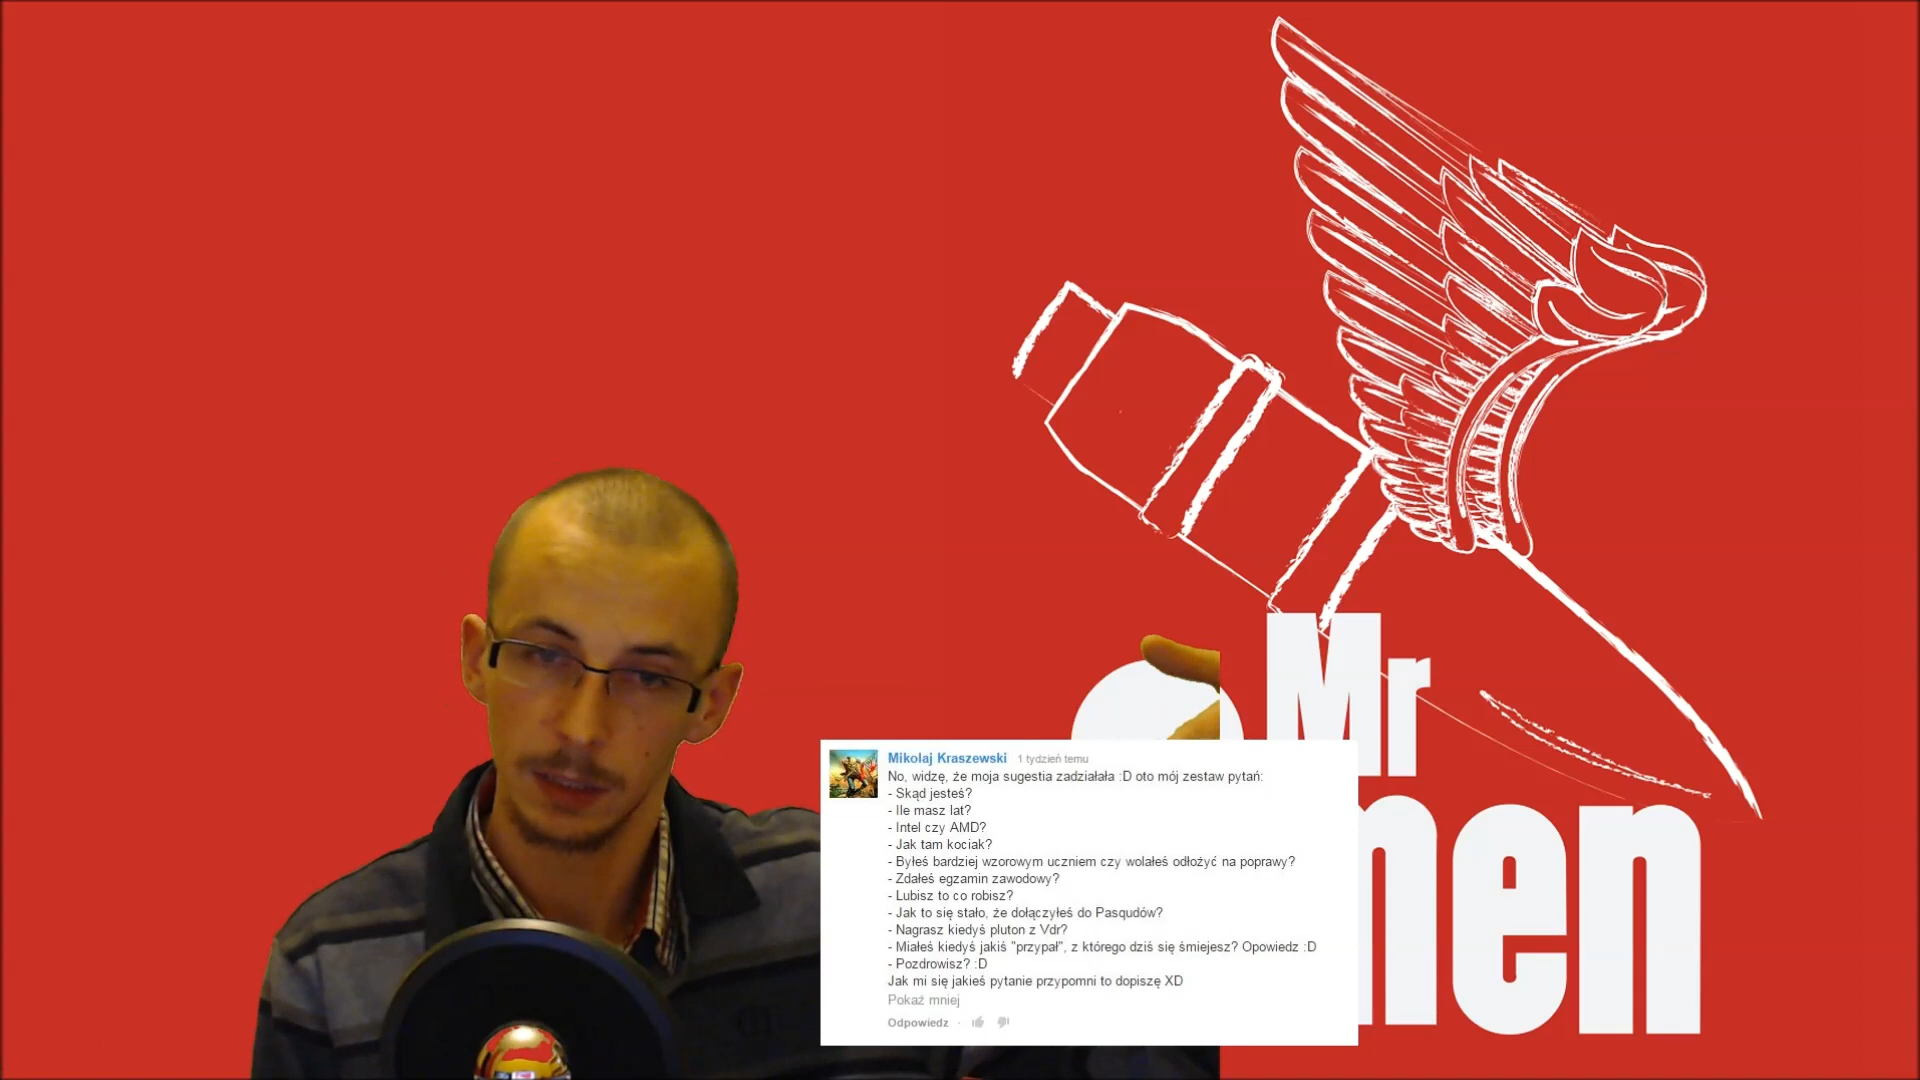 Mr
men
Mikołaj Kraszewski 1 tydzień temu
No, widzę, że moja sugestia zadziałała :D oto mój zestaw pytań:
- Skąd jesteś?
- Ile masz lat?
- Intel czy AMD?
- Jak tam kociak?
- Byłeś bardziej wzorowym uczniem czy wolałeś odłożyć na poprawy?
- Zdałeś egzamin zawodowy?
- Lubisz to co robisz?
- Jak to się stało, że dołączyłeś do Pasqudów?
- Nagrasz kiedyś pluton z Vdr?
- Miałeś kiedyś jakiś "przypał", z którego dziś się śmiejesz? Opowiedz :D
- Pozdrowisz? :D
Jak mi się jakieś pytanie przypomni to dopiszę XD
Pokaż mniej
Odpowiedz ·